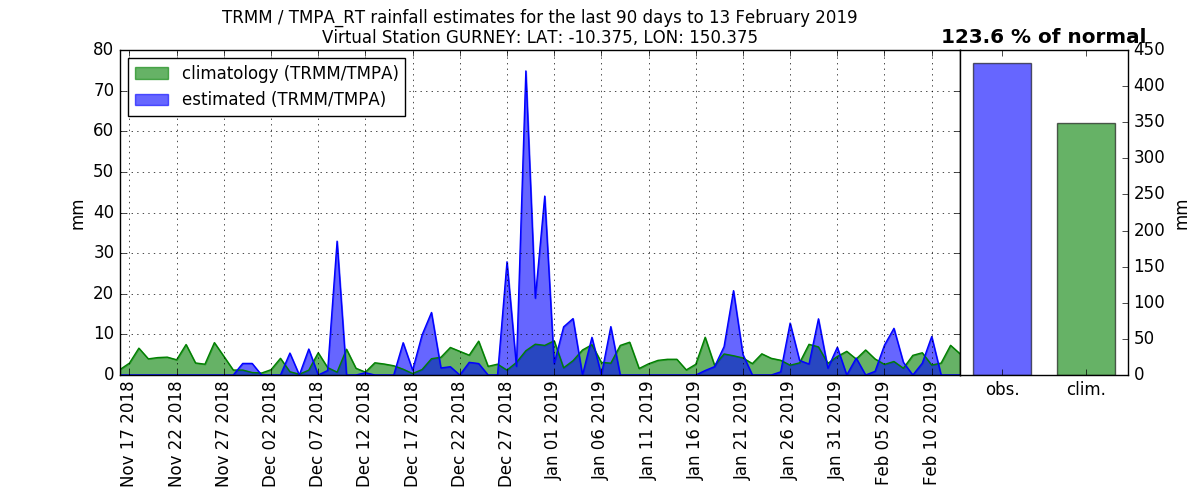 TRMM / TMPA_RT rainfall estimates for the last 90 days to 13 February 2019
Virtual Station GURNEY: LAT: -10.375, LON: 150.375
123.6 % of normal
climatology (TRMM/TMPA)
estimated (TRMM/TMPA)
mm
80
70
60
50
40
30
20
10
0
Nov 17 2018
Nov 22 2018
Nov 27 2018
Dec 02 2018
Dec 07 2018
Dec 12 2018
Dec 17 2018
Dec 22 2018
Dec 27 2018
Jan 01 2019
Jan 06 2019
Jan 11 2019
Jan 16 2019
Jan 21 2019
Jan 26 2019
Jan 31 2019
Feb 05 2019
Feb 10 2019
obs.
clim.
450
400
350
300
250
200
150
100
50
0
mm